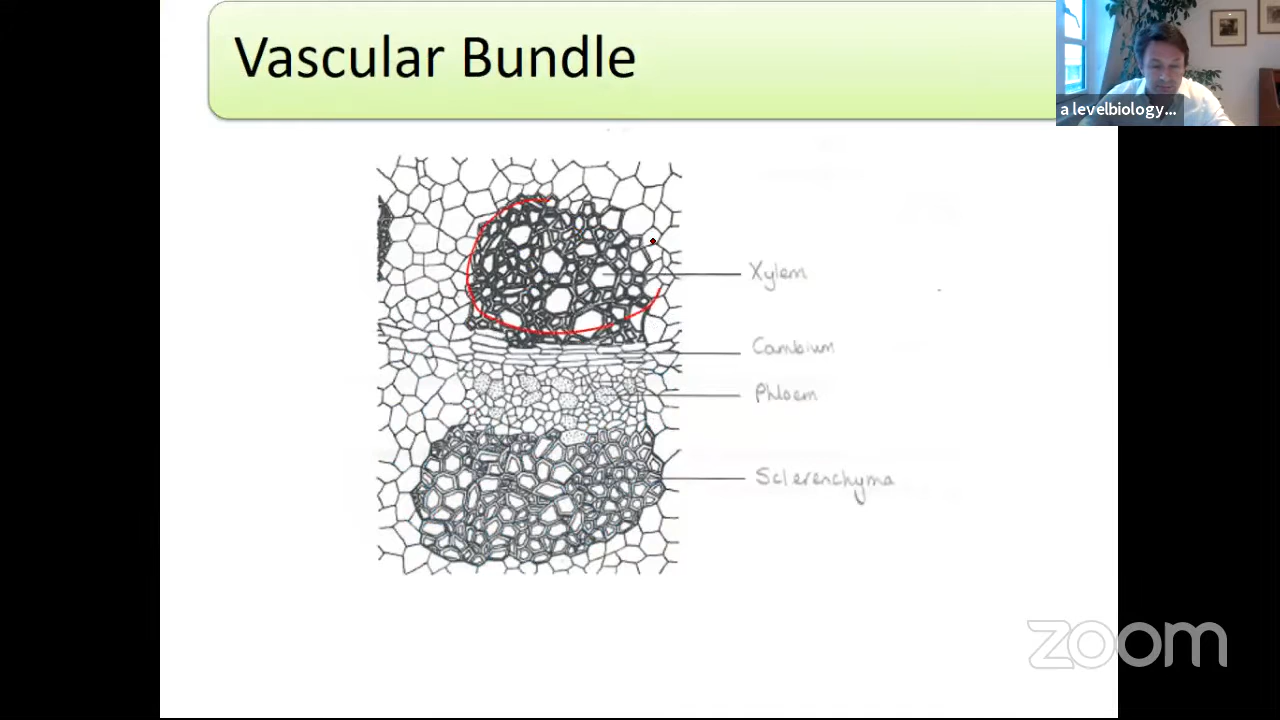 Vascular Bundle
a levelbiology...
Xylem
Cambium
Phloem
Sclerenchyma
zoom